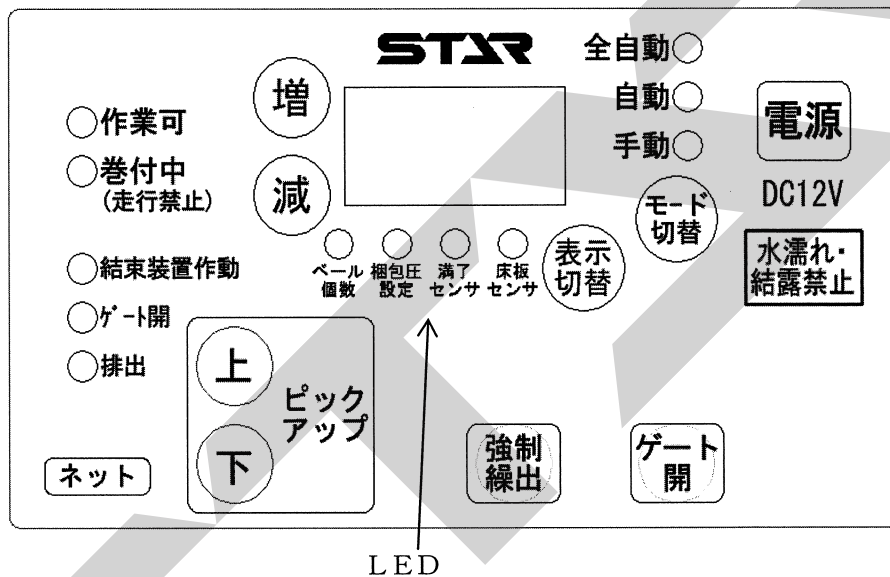 STAR
全自動
自動
手動
増
減
作業可
巻付中
(走行禁止)
電源
DC12V
モード
切替
水濡れ・
結露禁止
ベール
個数
梱包圧
設定
満了
センサ
床板
センサ
表示
切替
結束装置作動
ゲート開
排出
上
下
ピック
アップ
ネット
強制
繰出
ゲート
開
LED